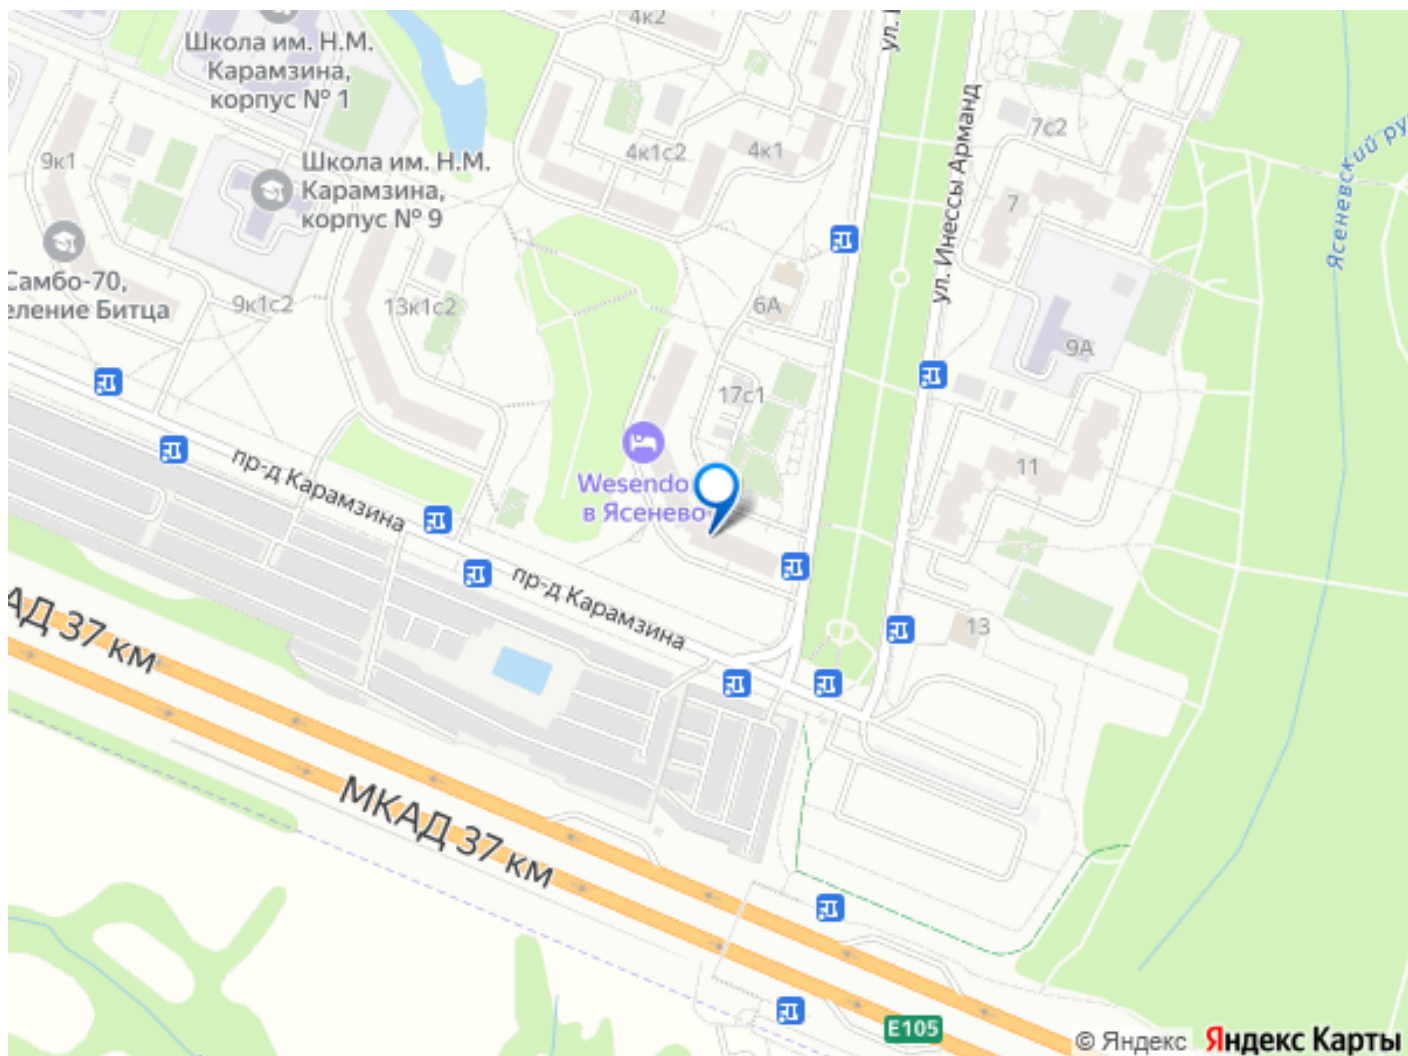 4к2
ул.
Школа им. Н.М.
Карамзина,
корпус № 1
ул. Инессы Арманд
7с2
Ясеневский ру
9к1
Школа им. Н.М.
Карамзина,
корпус № 9
4к1с2
4к1
7
Самбо-70,
еление Битца
9к1с2
13к1с2
6А
9А
17с1
11
пр-д Карамзина
Wesendo
в Ясенево
пр-д Карамзина
13
АД 37 км
МКАД 37 км
E105
© Яндекс Яндекс Карты